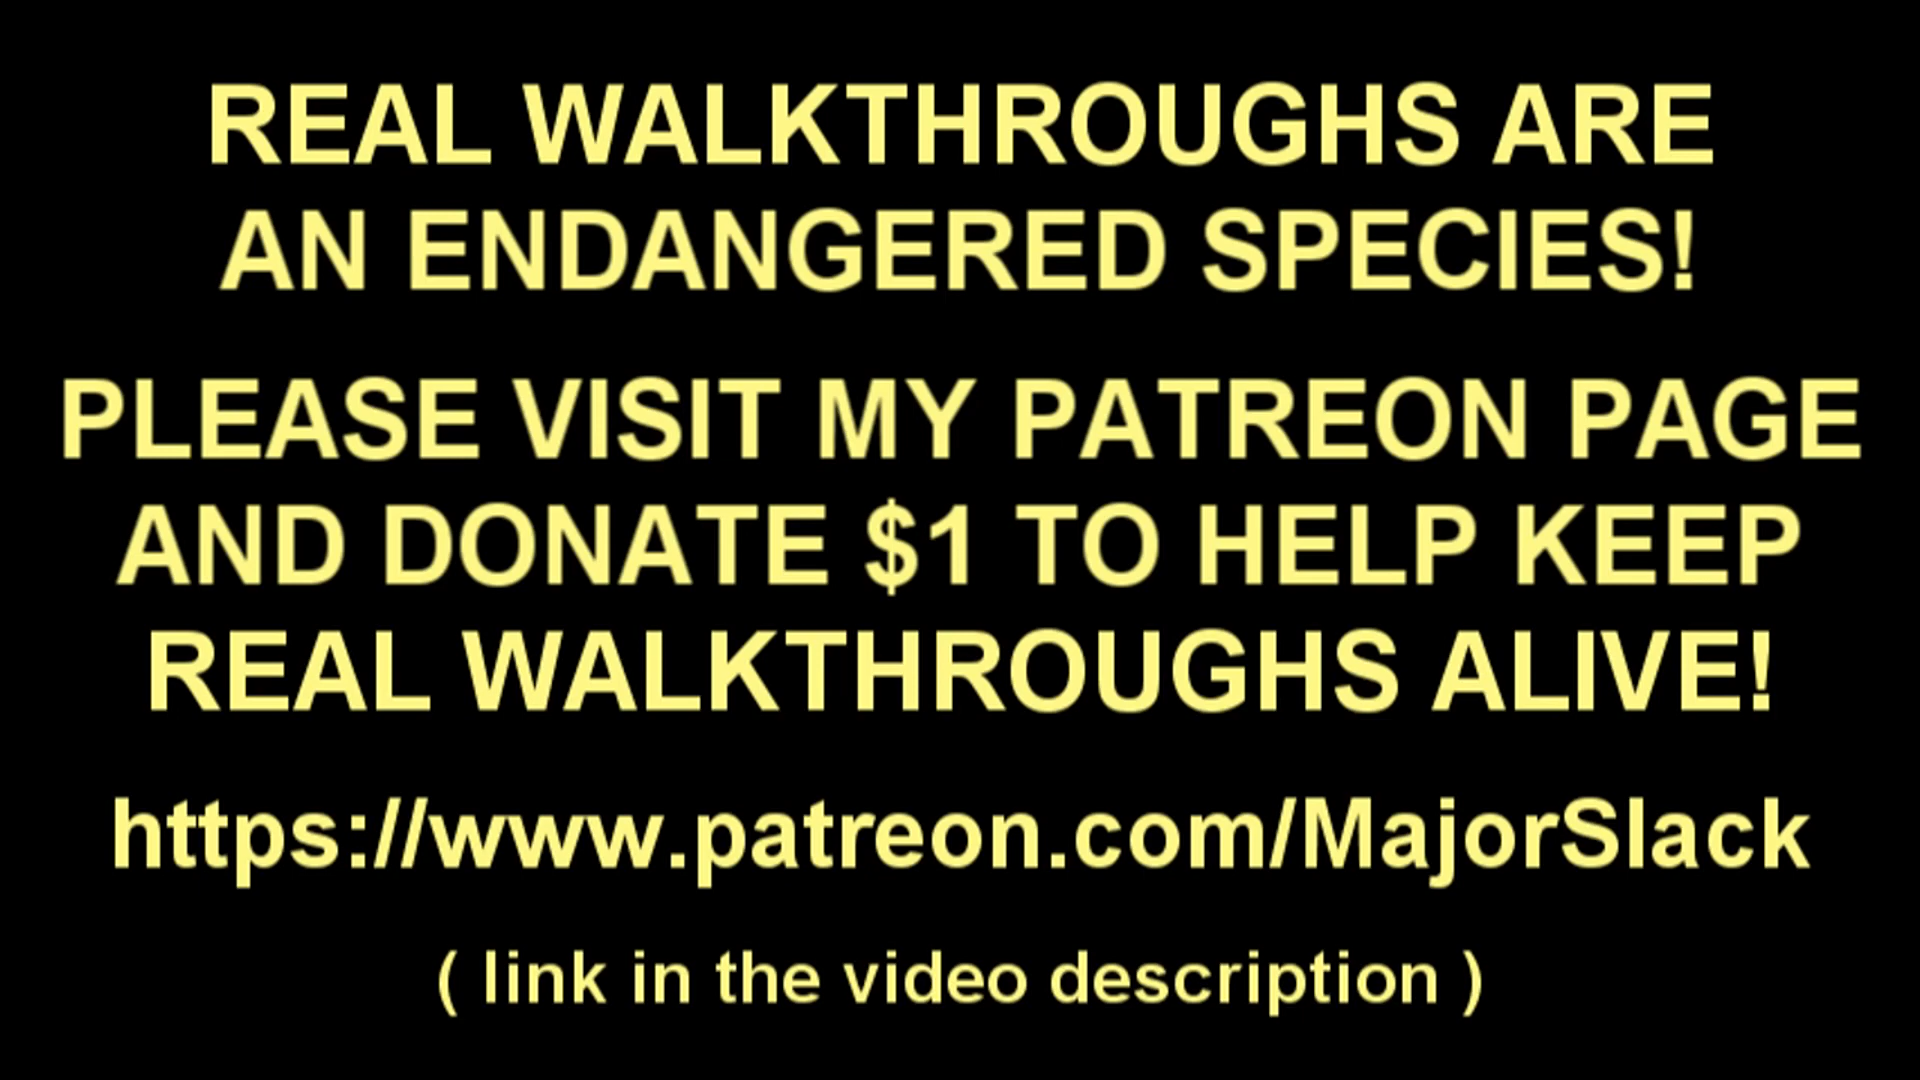 REAL WALKTHROUGHS ARE
AN ENDANGERED SPECIES!
PLEASE VISIT MY PATREON PAGE
AND DONATE $1 TO HELP KEEP
REAL WALKTHROUGHS ALIVE!
https://www.patreon.com/MajorSlack
( link in the video description )